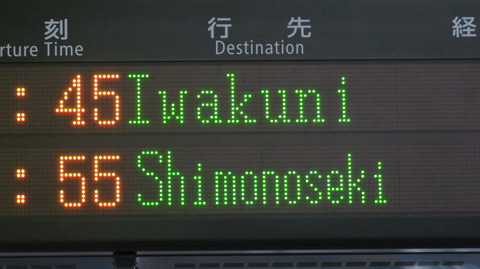 刻 行先 経
rture Time Destination
: 45 Iwakuni
: 55 Shimonoseki